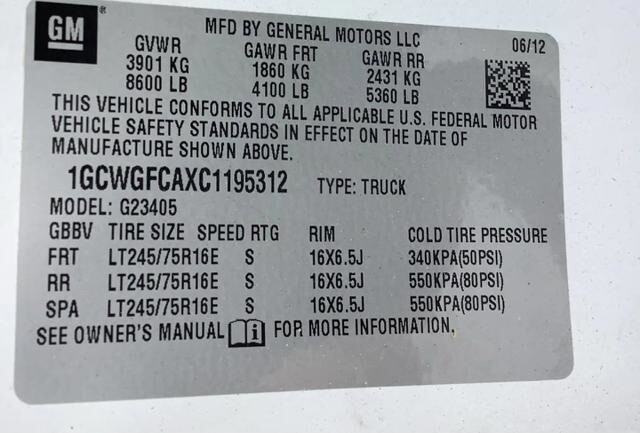 GM
MFD BY GENERAL MOTORS LLC
06/12
GVWR GAWR FRT GAWR RR
3901 KG 1860 KG 2431 KG
8600 LB 4100 LB 5360 LB
THIS VEHICLE CONFORMS TO ALL APPLICABLE U.S. FEDERAL MOTOR
VEHICLE SAFETY STANDARDS IN EFFECT ON THE DATE OF
MANUFACTURE SHOWN ABOVE.
1GCWGFCAXC1195312 TYPE: TRUCK
MODEL: G23405
GBBV TIRE SIZE SPEED RTG RIM COLD TIRE PRESSURE
FRT LT245/75R16E S 16X6.5J 340KPA(50PSI)
RR LT245/75R16E S 16X6.5J 550KPA(80PSI)
SPA LT245/75R16E S 16X6.5J 550KPA(80PSI)
SEE OWNER'S MANUAL i FOR MORE INFORMATION.